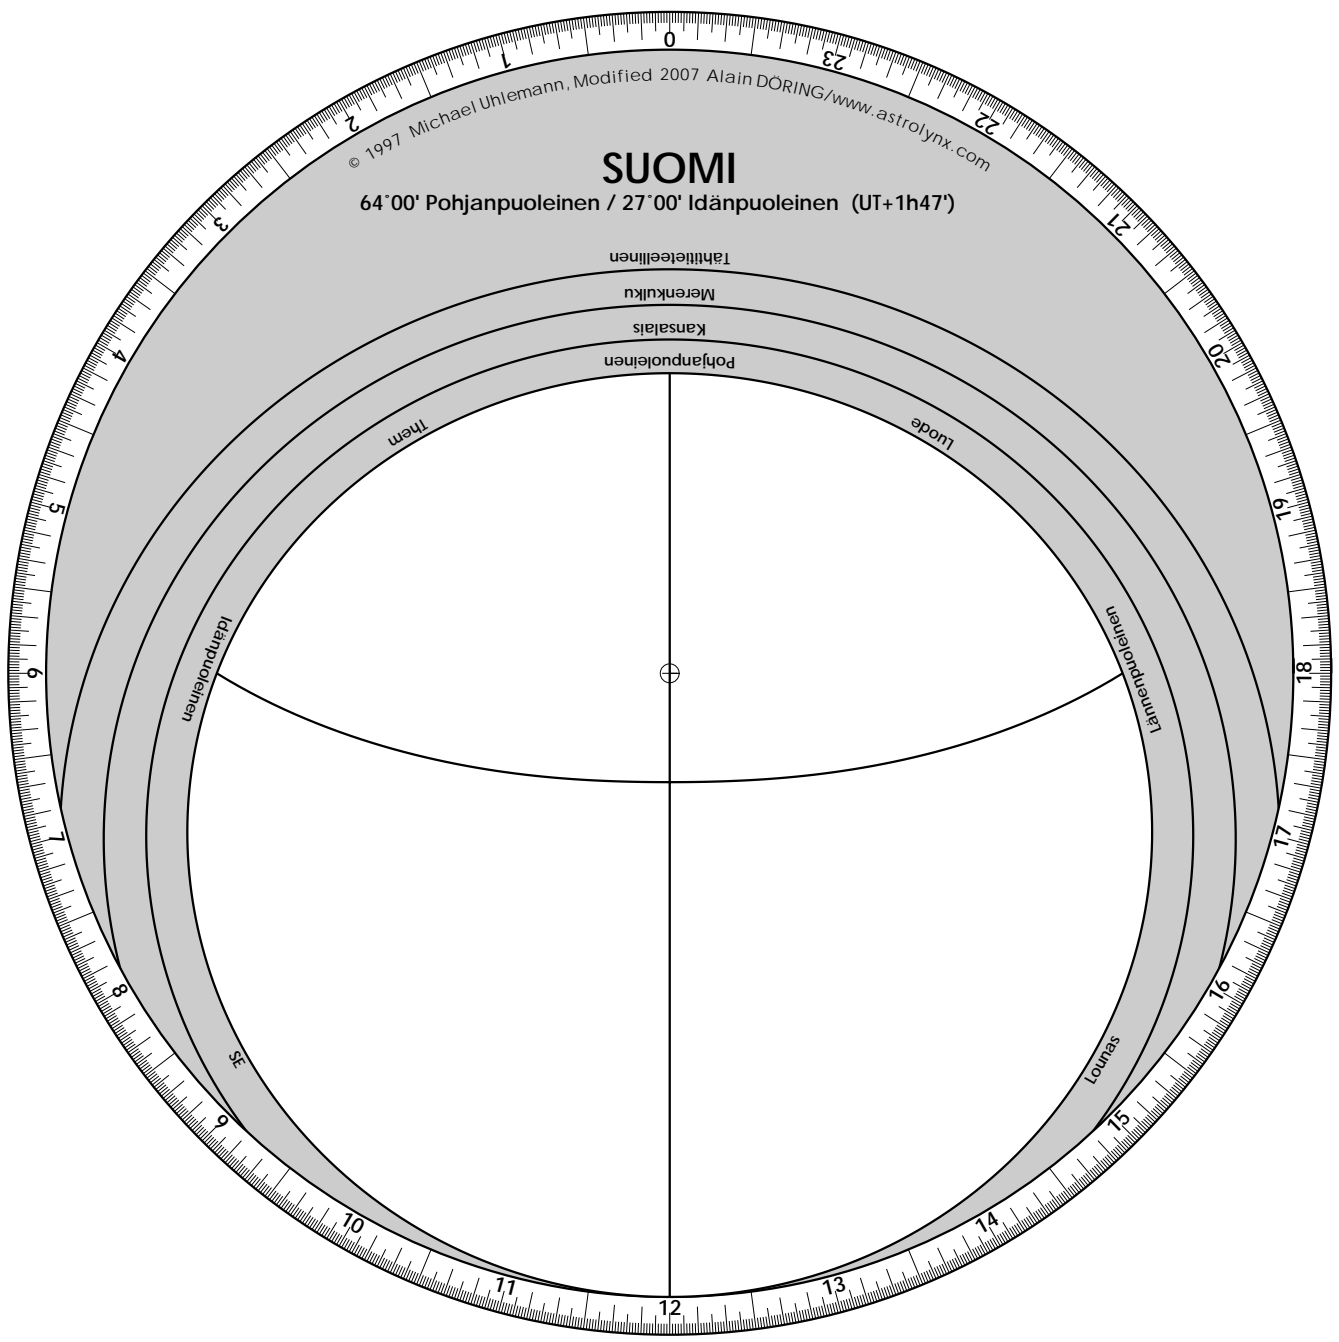 0
23
22
21
20
19
18
17
16
15
14
13
12
11
10
9
8
7
6
5
4
3
2
1
© 1997 Michael Uhlemann, Modified 2007 Alain DÖRING/www.astrolynx.com
SUOMI
64°00' Pohjanpuoleinen / 27°00' Idänpuoleinen (UT+1h47')
Tähtitieteellinen
Merenkulku
Kansalais
Pohjanpuoleinen
Them
Luode
Idänpuoleinen
Lännenpuoleinen
SE
Lounas